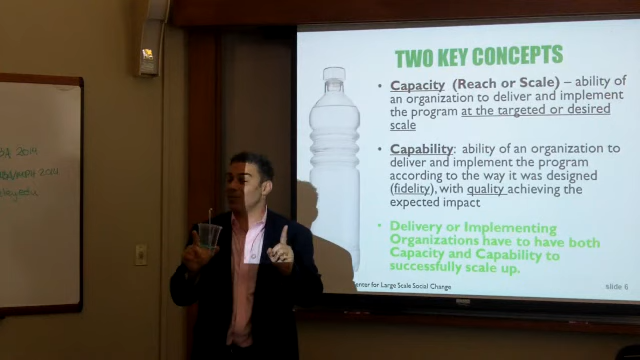 2014
TWO KEY CONCEPTS
• Capacity (Reach or Scale) – ability of
an organization to deliver and implement
the program at the targeted or desired
scale
• Capability: ability of an organization to
deliver and implement the program
according to the way it was designed
(fidelity), with quality achieving the
expected impact
• Delivery or Implementing
Organizations have to have both
Capacity and Capability to
successfully scale up.
Center for Large Scale Social Change
slide 6